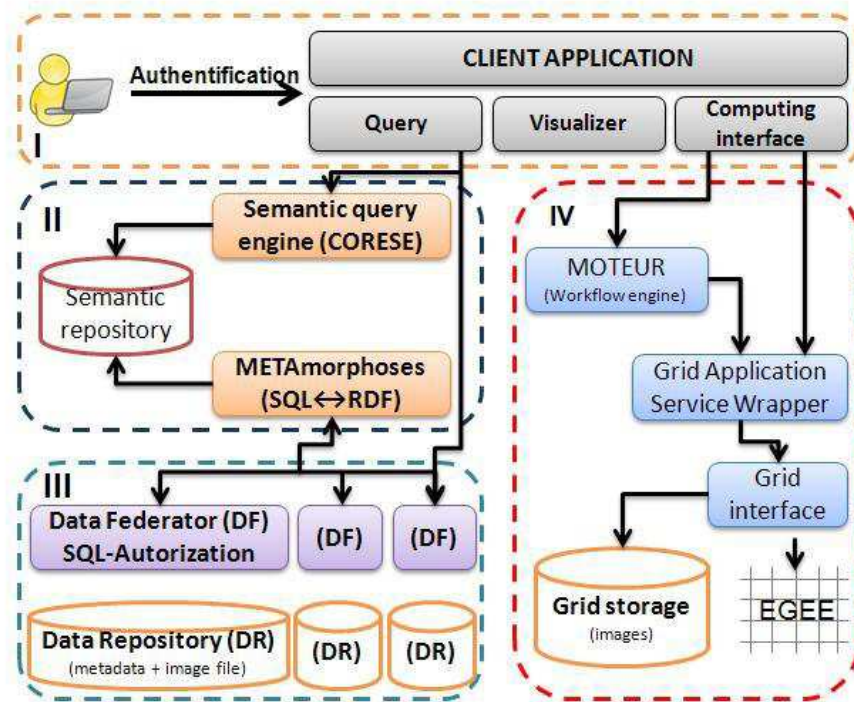 Authentification
CLIENT APPLICATION
Query
Visualizer
Computing
interface
I
II
Semantic query
engine (CORESE)
Semantic
repository
METAmorphoses
(SQL↔RDF)
III
Data Federator (DF)
SQL-Autorization
(DF)
(DF)
Data Repository (DR)
(metadata + image file)
(DR)
(DR)
IV
MOTEUR
(Workflow engine)
Grid Application
Service Wrapper
Grid
interface
Grid storage
(images)
EGEE